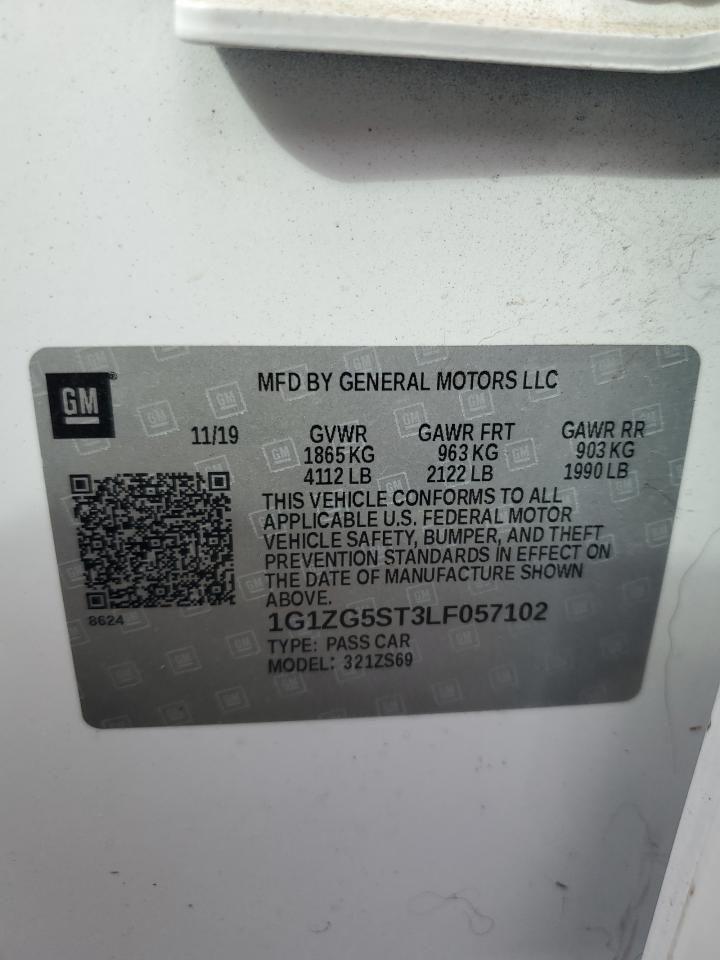 GM
MFD BY GENERAL MOTORS LLC
11/19 GVWR GAWR FRT GAWR RR
1865 KG 963 KG 903 KG
4112 LB 2122 LB 1990 LB
THIS VEHICLE CONFORMS TO ALL
APPLICABLE U.S. FEDERAL MOTOR
VEHICLE SAFETY, BUMPER, AND THEFT
PREVENTION STANDARDS IN EFFECT ON
THE DATE OF MANUFACTURE SHOWN
ABOVE.
8624
1G1ZG5ST3LF057102
TYPE: PASS CAR
MODEL: 321ZS69